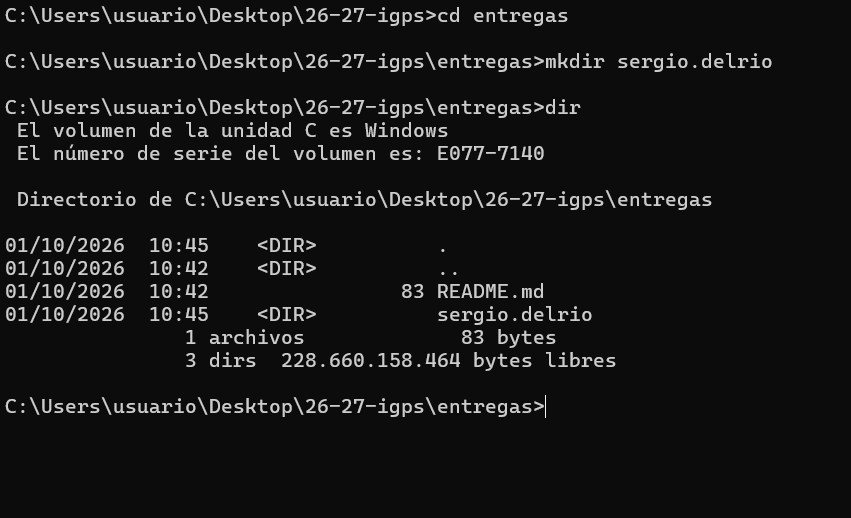 C:\Users\usuario\Desktop\26-27-igps>cd entregas
C:\Users\usuario\Desktop\26-27-igps\entregas>mkdir sergio.delrio
C:\Users\usuario\Desktop\26-27-igps\entregas>dir
 El volumen de la unidad C es Windows
 El número de serie del volumen es: E077-7140
 Directorio de C:\Users\usuario\Desktop\26-27-igps\entregas
01/10/2026  10:45    <DIR>          .
01/10/2026  10:42    <DIR>          ..
01/10/2026  10:42                83 README.md
01/10/2026  10:45    <DIR>          sergio.delrio
               1 archivos             83 bytes
               3 dirs  228.660.158.464 bytes libres
C:\Users\usuario\Desktop\26-27-igps\entregas>